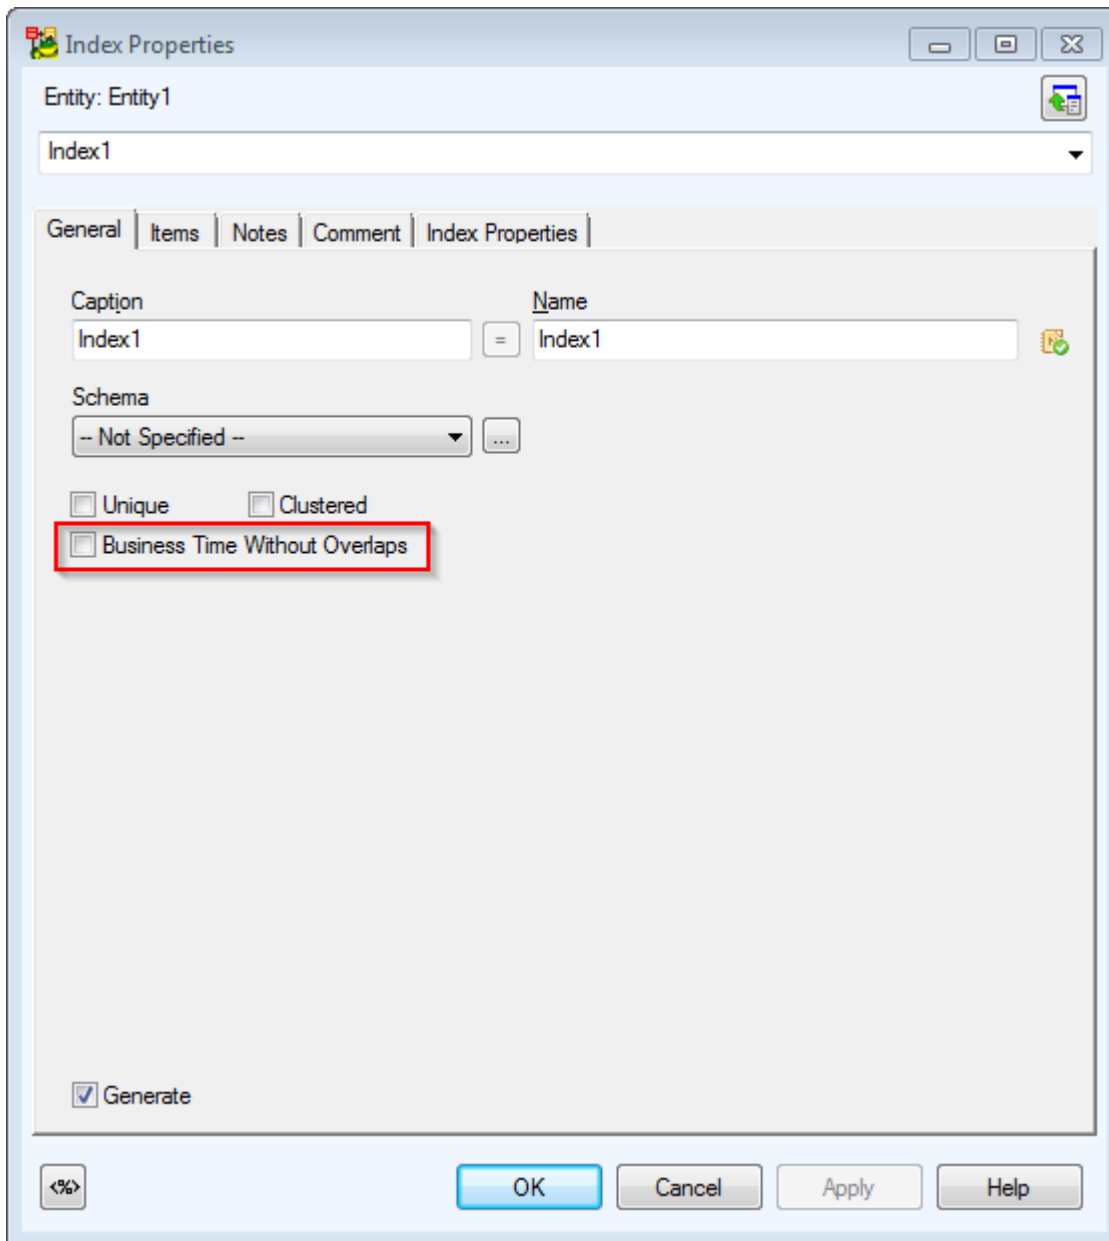 Index Properties
Entity: Entity1
Index1
General Items Notes Comment Index Properties
Caption Name
Index1 = Index1
Schema
-- Not Specified -- ...
Unique Clustered
Business Time Without Overlaps
Generate
<%> OK Cancel Apply Help